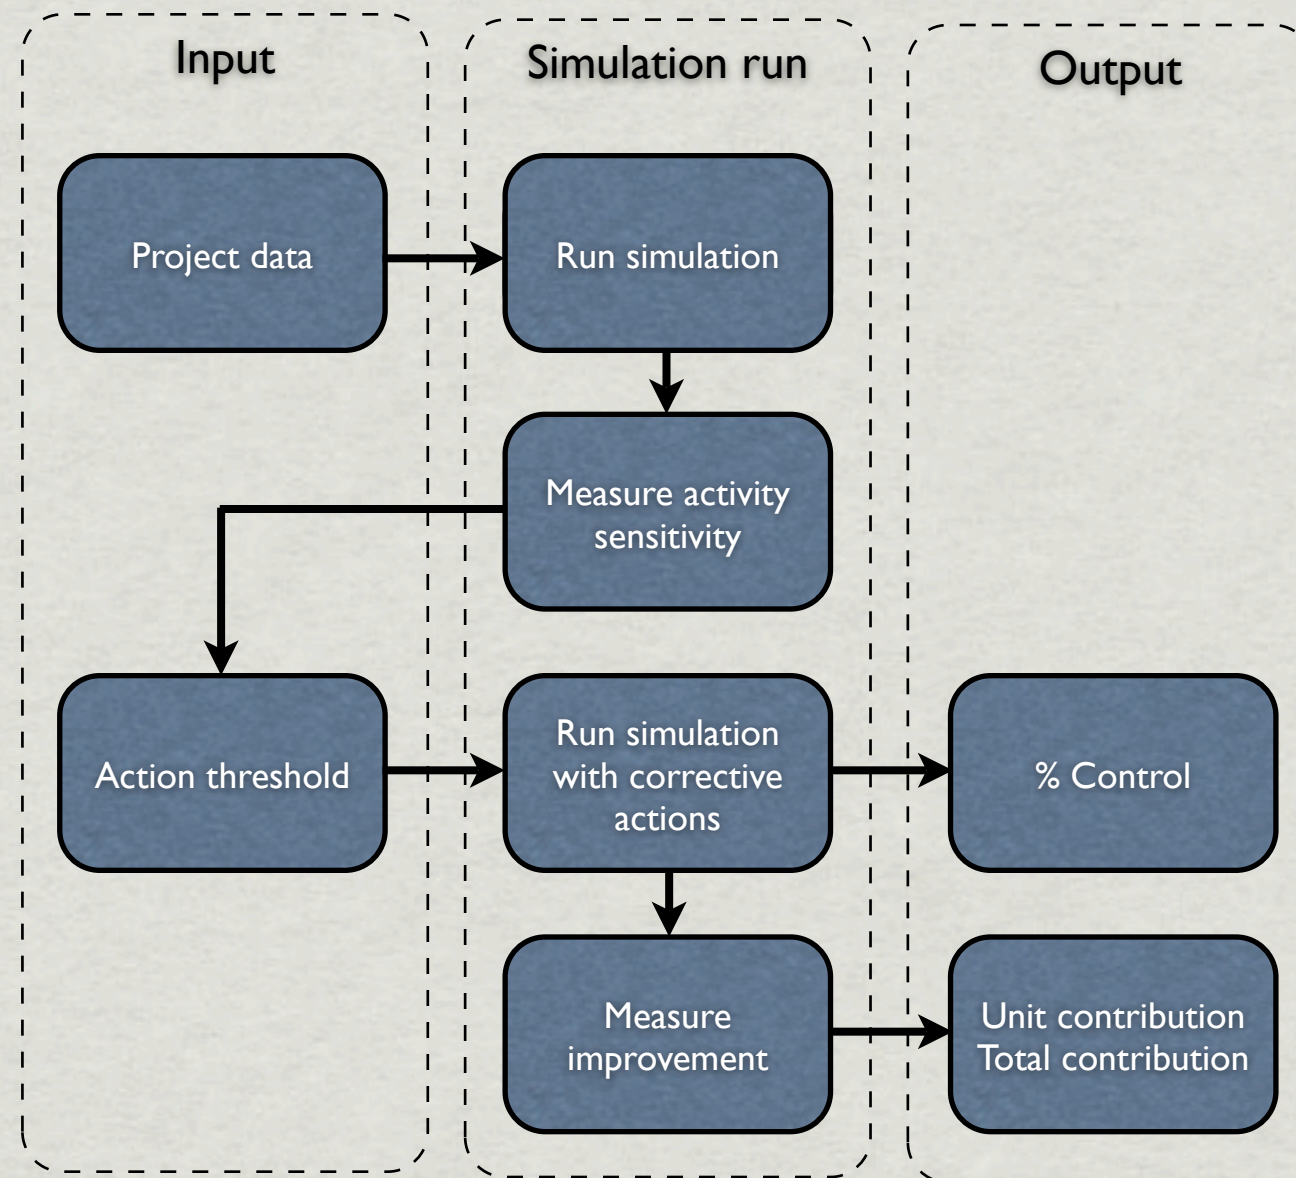 Input
Simulation run
Output
Project data
Run simulation
Measure activity
sensitivity
Action threshold
Run simulation
with corrective
actions
% Control
Measure
improvement
Unit contribution
Total contribution